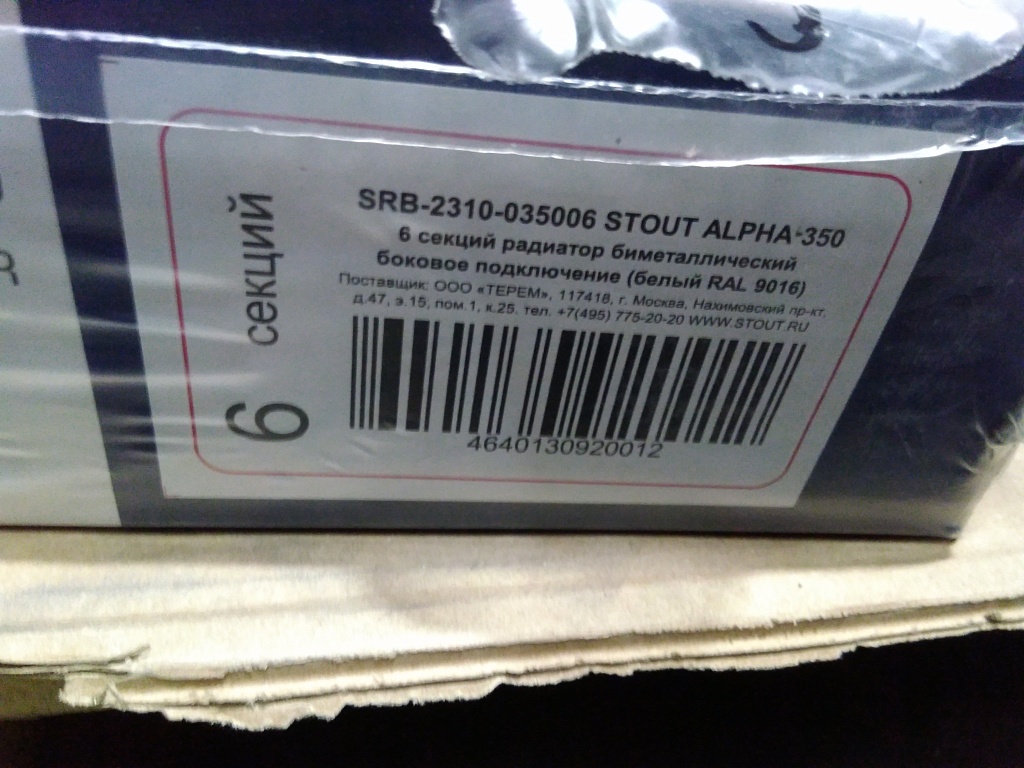 6 секций
SRB-2310-035006 STOUT ALPHA-350
6 секций радиатор биметаллический
боковое подключение (белый RAL 9016)
Поставщик: ООО «ТЕРЕМ», 117418, г. Москва, Нахимовский пр-кт,
д.47, э.15, пом.1, к.25. тел. +7(495) 775-20-20 WWW.STOUT.RU
4640130920012